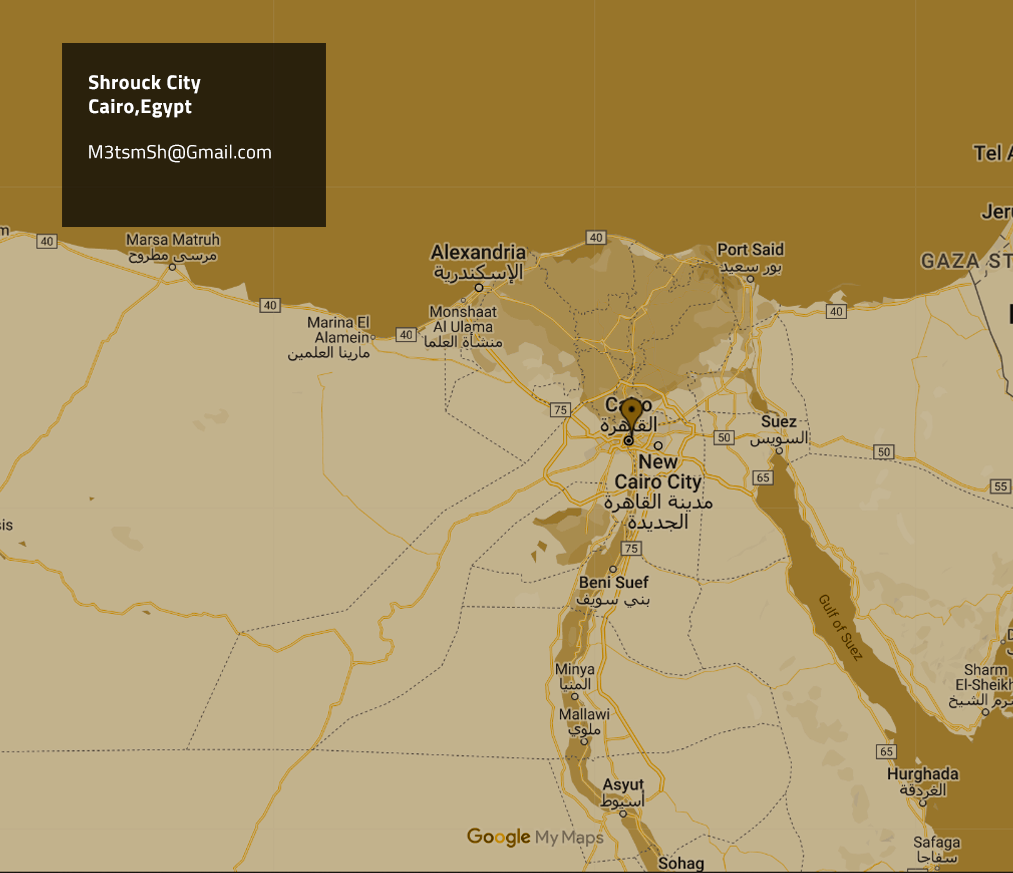 Shrouck City
Cairo,Egypt
M3tsmSh@Gmail.com
Tel A
Jeru
GAZA ST
40
Marsa Matruh
مرسى مطروح
Alexandria
الإسكندرية
40
Port Said
بور سعيد
40
40
40
Marina El
Alamein
مارينا العلمين
Monshaat
Al Ulama
منشأة العلما
75
Cairo
القاهرة
Suez
السويس
50
50
New
Cairo City
مدينة القاهرة
الجديدة
65
55
sis
75
Beni Suef
بني سويف
Gulf of Suez
Minya
المنيا
Sharm
El-Sheikh
شرم الشيخ
Mallawi
ملوي
65
Hurghada
الغردقة
Asyut
أسيوط
Google My Maps
Safaga
سفاجا
Sohag